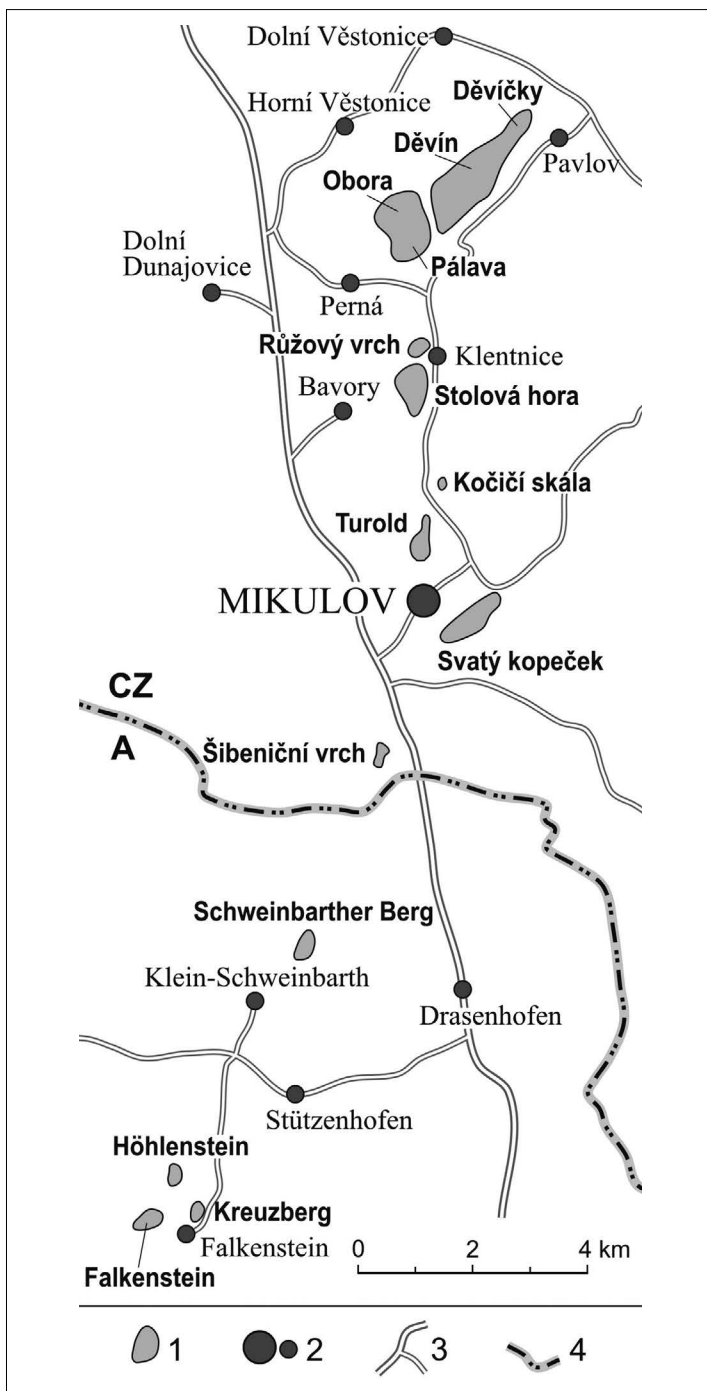 Dolní Věstonice
Děvíčky
Horní Věstonice
Děvín
Pavlov
Obora
Dolní
Dunajovice
Pálava
Perná
Růžový vrch
Klentnice
Bavory
Stolová hora
Kočičí skála
Turold
MIKULOV
Svatý kopeček
CZ
A
Šibeniční vrch
Schweinbarther Berg
Klein-Schweinbarth
Drasenhofen
Stützenhofen
Höhlenstein
Kreuzberg
Falkenstein
Falkenstein
0 2 4 km
1 2 3 4